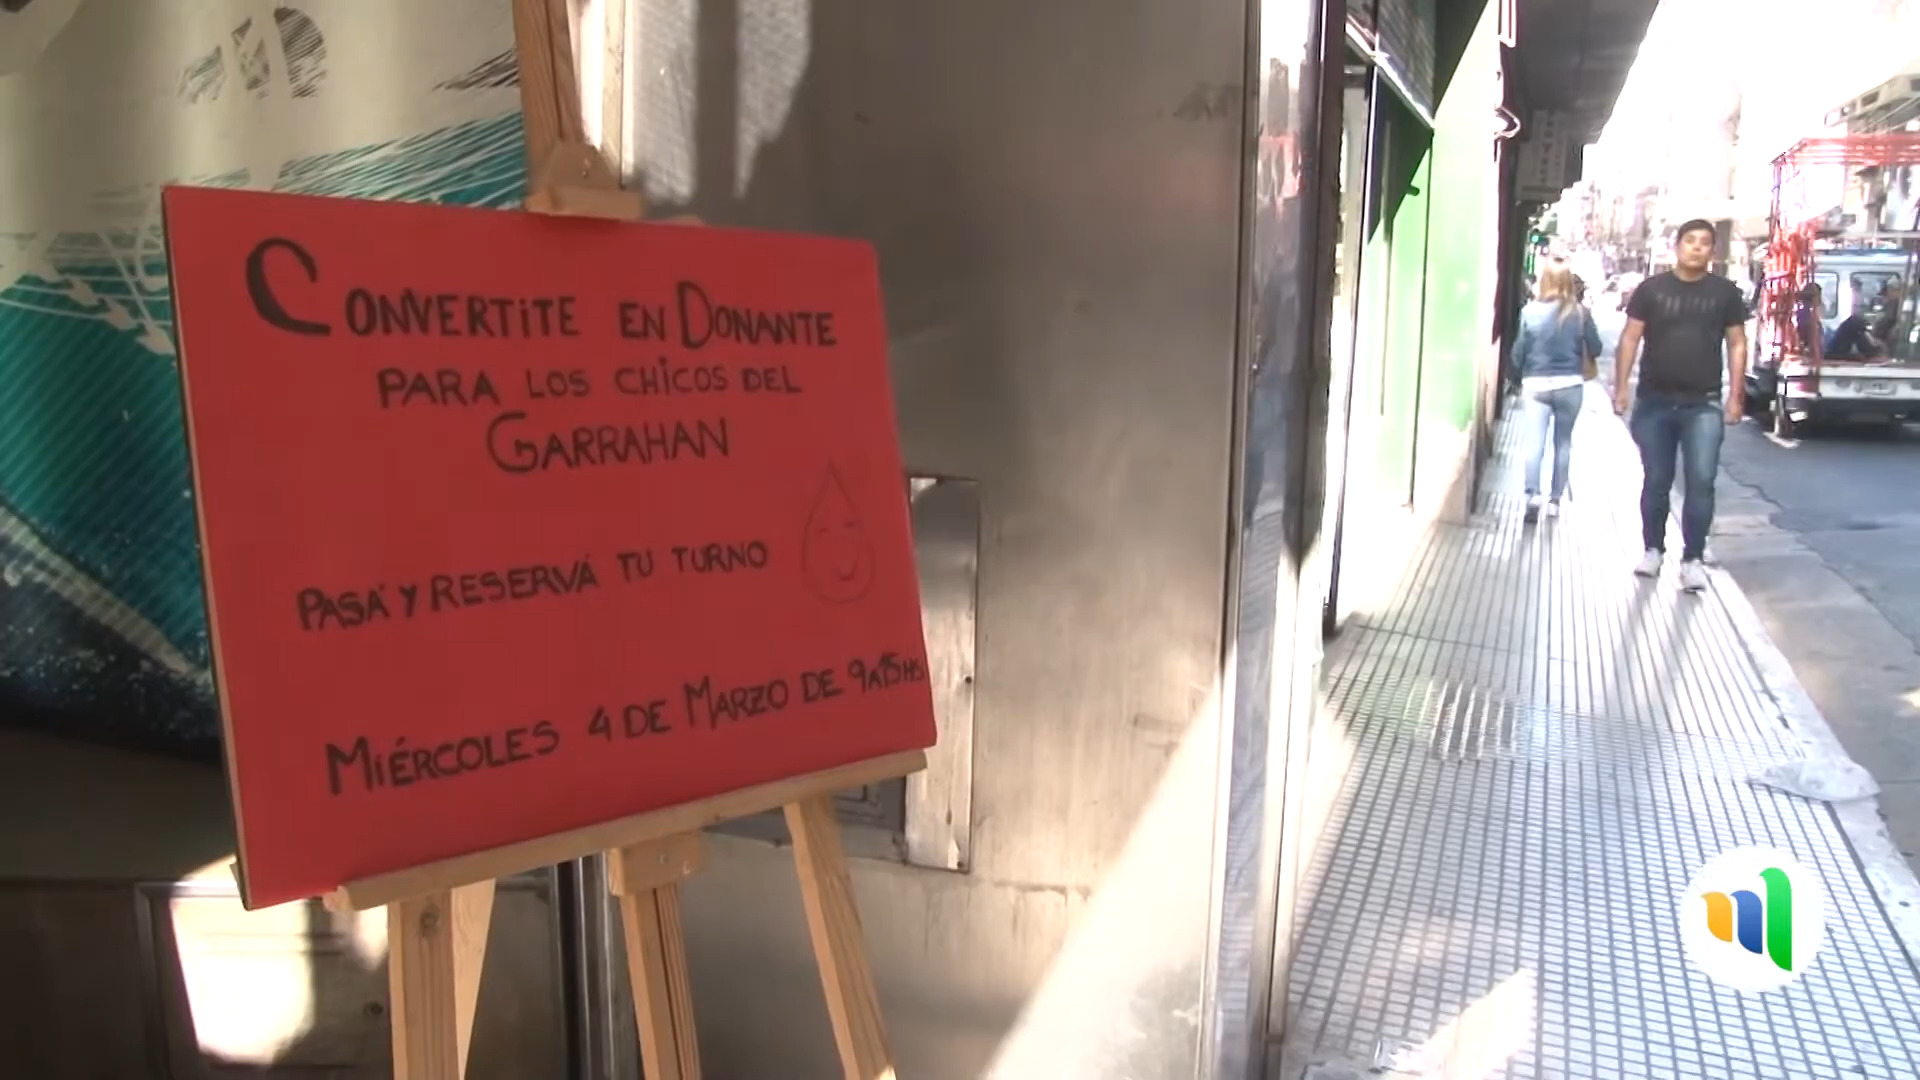 CONVERTITE EN DONANTE
PARA LOS CHICOS DEL
GARRAHAN
PASÁ Y RESERVÁ TU TURNO
MIÉRCOLES 4 DE MARZO DE 9 A 15 HS